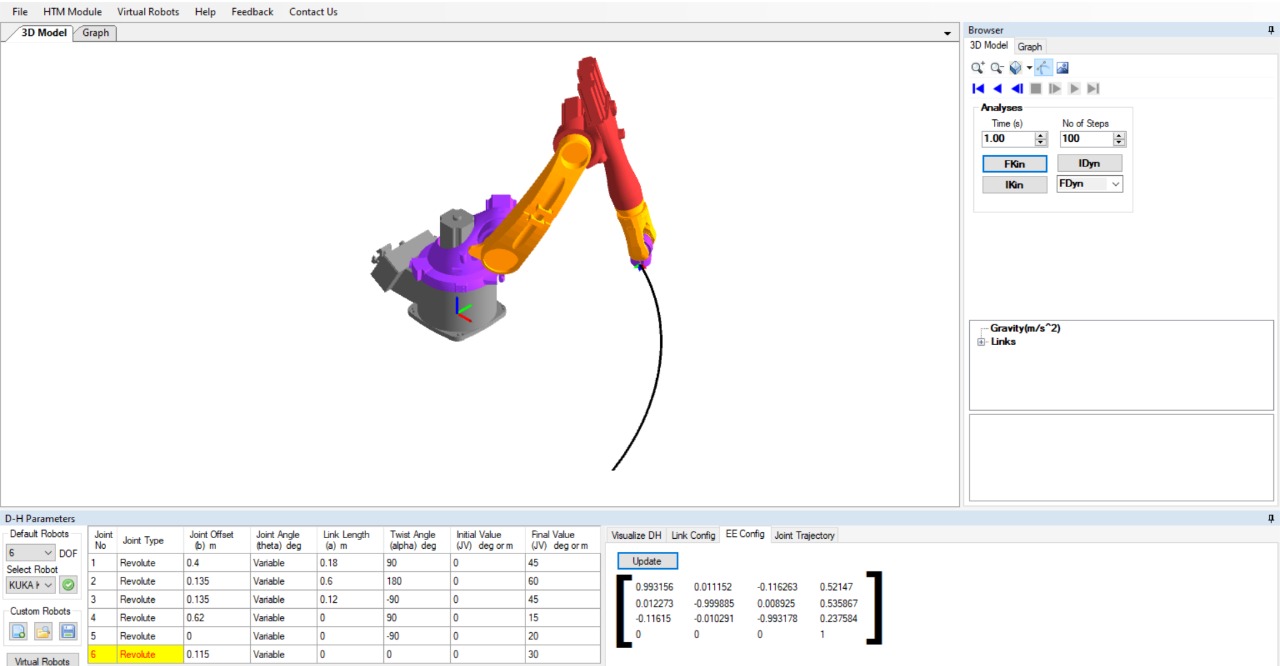 File HTM Module Virtual Robots Help Feedback Contact Us
3D Model Graph
Browser
3D Model Graph
Analyses
Time (s) No of Steps
1.00 100
FKin IDyn
IKin FDyn
Gravity(m/s^2)
Links
D-H Parameters
Default Robots
6 DOF
Select Robot
KUKA
Custom Robots
Virtual Robots
Joint No Joint Type Joint Offset (b) m Joint Angle (theta) deg Link Length (a) m Twist Angle (alpha) deg Initial Value (JV) deg or m Final Value (JV) deg or m
1 Revolute 0.4 Variable 0.18 90 0 45
2 Revolute 0.135 Variable 0.6 180 0 60
3 Revolute 0.135 Variable 0.12 -90 0 45
4 Revolute 0.62 Variable 0 90 0 15
5 Revolute 0 Variable 0 -90 0 20
6 Revolute 0.115 Variable 0 0 0 30
Visualize DH Link Config EE Config Joint Trajectory
Update
0.993156 0.011152 -0.116263 0.52147
0.012273 -0.999885 0.008925 0.535867
-0.11615 -0.010291 -0.993178 0.237584
0 0 0 1